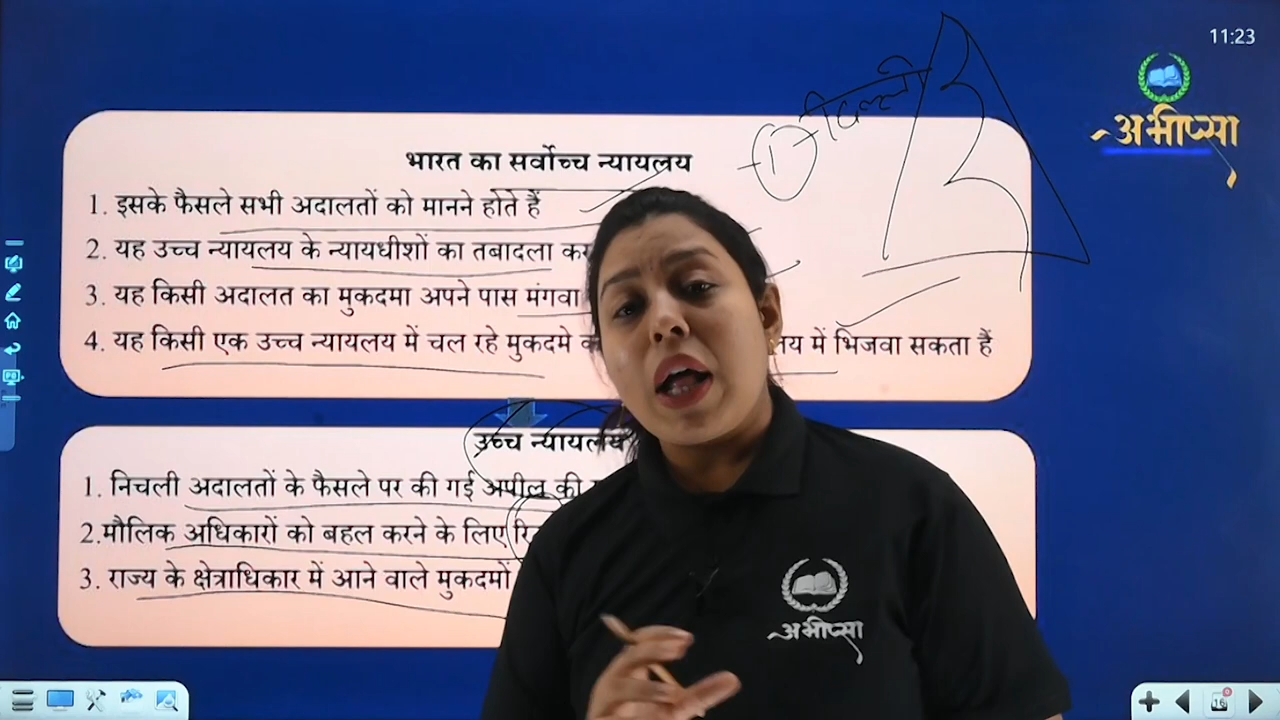 11:23
अभीप्सा
① दिल्ली
भारत का सर्वोच्च न्यायलय
1. इसके फैसले सभी अदालतों को मानने होते हैं
2. यह उच्च न्यायलय के न्यायधीशों का तबादला
3. यह किसी अदालत का मुकदमा अपने पास मंगवा
4. यह किसी एक उच्च न्यायलय में चल रहे मुकदमे में भिजवा सकता हैं
उच्च न्यायलय
1. निचली अदालतों के फैसले पर की गई अपील की
2.मौलिक अधिकारों को बहल करने के लिए
3. राज्य के क्षेत्राधिकार में आने वाले मुकदमों
अभीप्सा
16